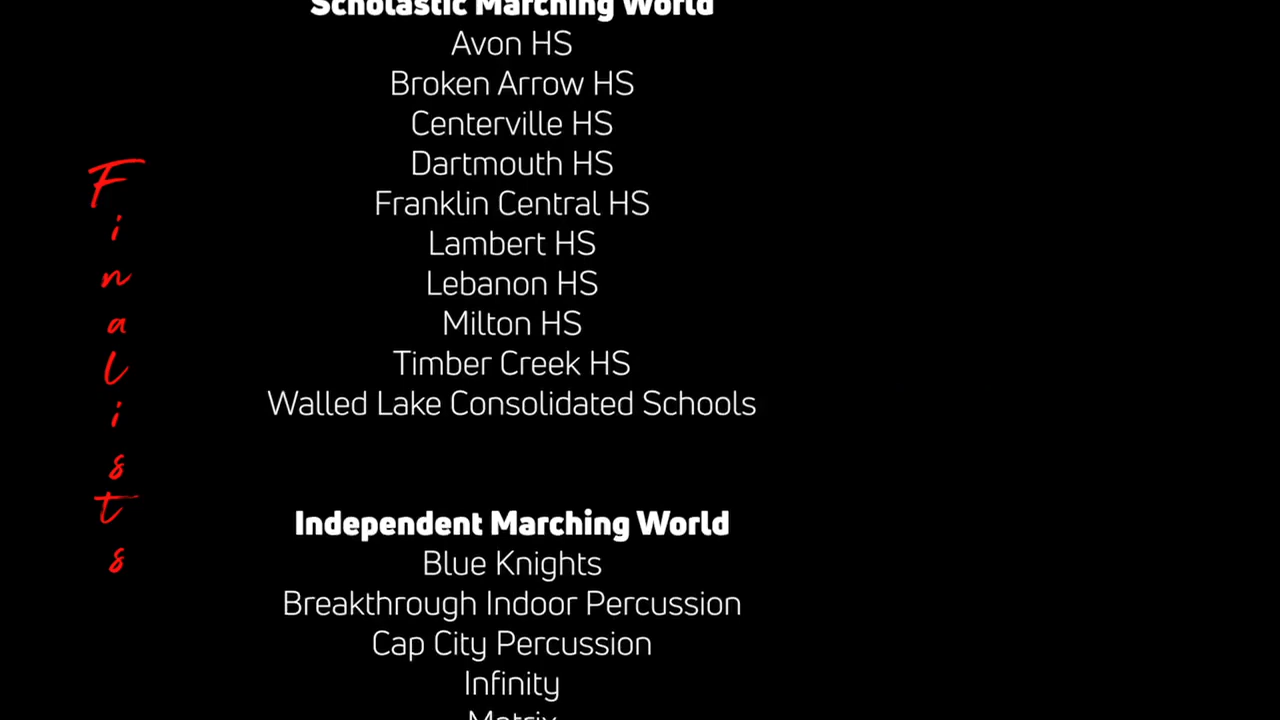 Scholastic Marching World
Avon HS
Broken Arrow HS
Centerville HS
Dartmouth HS
Franklin Central HS
Lambert HS
Lebanon HS
Milton HS
Timber Creek HS
Walled Lake Consolidated Schools
Finalists
Independent Marching World
Blue Knights
Breakthrough Indoor Percussion
Cap City Percussion
Infinity
Matrix